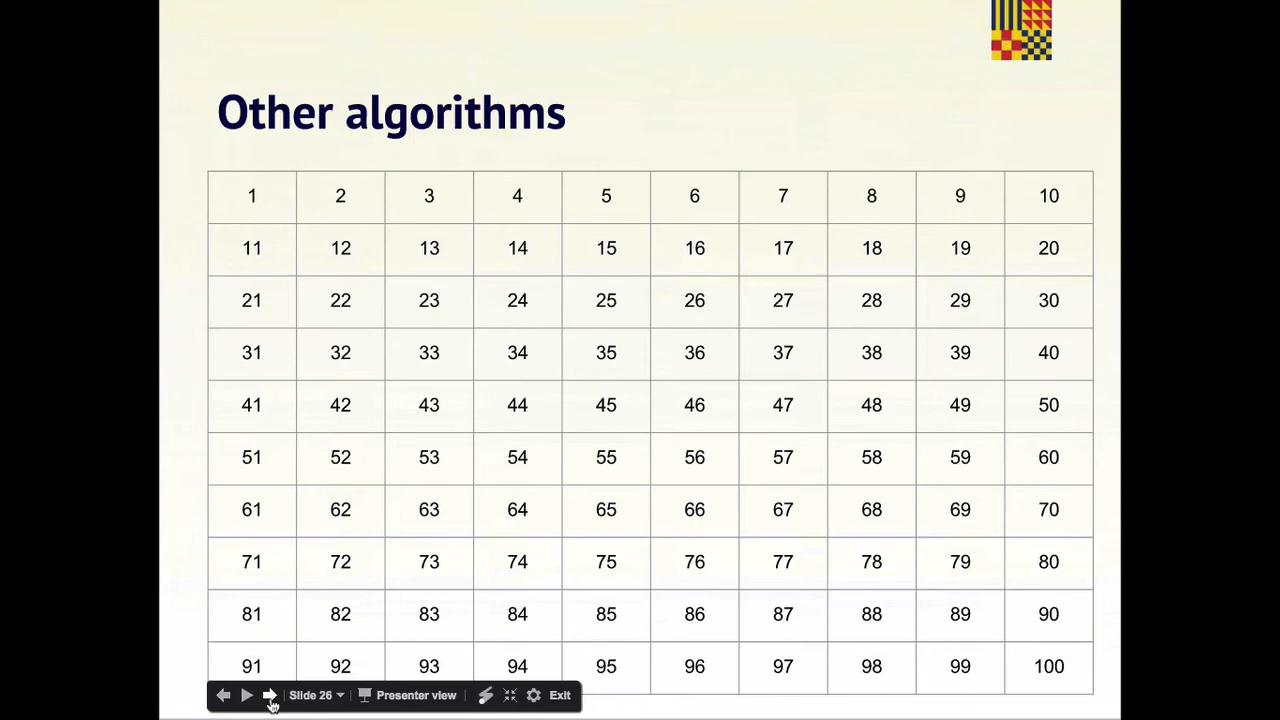 Other algorithms
1 2 3 4 5 6 7 8 9 10
11 12 13 14 15 16 17 18 19 20
21 22 23 24 25 26 27 28 29 30
31 32 33 34 35 36 37 38 39 40
41 42 43 44 45 46 47 48 49 50
51 52 53 54 55 56 57 58 59 60
61 62 63 64 65 66 67 68 69 70
71 72 73 74 75 76 77 78 79 80
81 82 83 84 85 86 87 88 89 90
91 92 93 94 95 96 97 98 99 100
Slide 26 Presenter view Exit